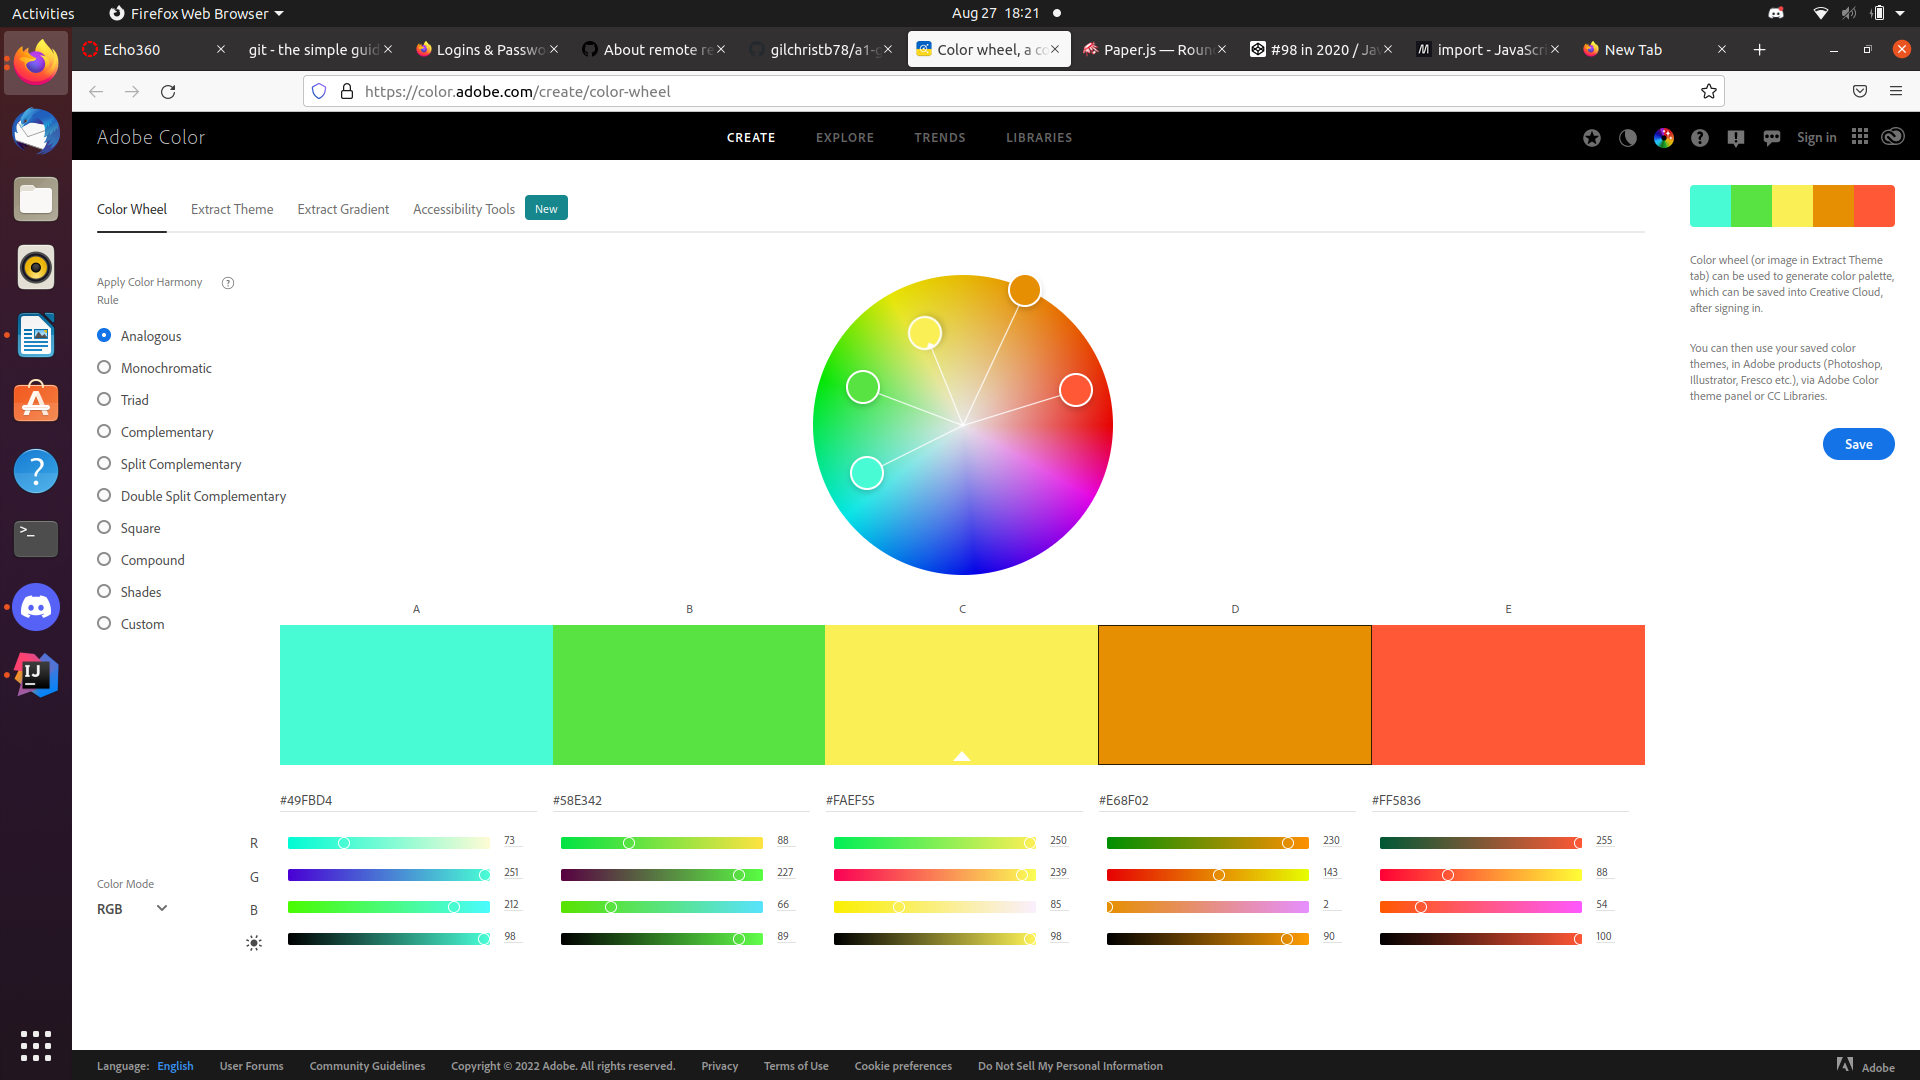 Activities
Firefox Web Browser
Aug 27 18:21
Echo360
git - the simple guid
Logins & Passwo
About remote re
gilchristb78/a1-g
Color wheel, a co
Paper.js — Roun
#98 in 2020 / Jav
import - JavaScri
New Tab
https://color.adobe.com/create/color-wheel
Adobe Color
CREATE
EXPLORE
TRENDS
LIBRARIES
Sign in
Color Wheel
Extract Theme
Extract Gradient
Accessibility Tools
New
Apply Color Harmony
Rule
Analogous
Monochromatic
Triad
Complementary
Split Complementary
Double Split Complementary
Square
Compound
Shades
Custom
Color wheel (or image in Extract Theme
tab) can be used to generate color palette,
which can be saved into Creative Cloud,
after signing in.
You can then use your saved color
themes, in Adobe products (Photoshop,
Illustrator, Fresco etc.), via Adobe Color
theme panel or CC Libraries.
Save
A B C D E
#49FBD4 #58E342 #FAEF55 #E68F02 #FF5836
R 73 88 250 230 255
G 251 227 239 143 88
B 212 66 85 2 54
98 89 98 90 100
Color Mode
RGB
Language: English
User Forums
Community Guidelines
Copyright © 2022 Adobe. All rights reserved.
Privacy
Terms of Use
Cookie preferences
Do Not Sell My Personal Information
Adobe